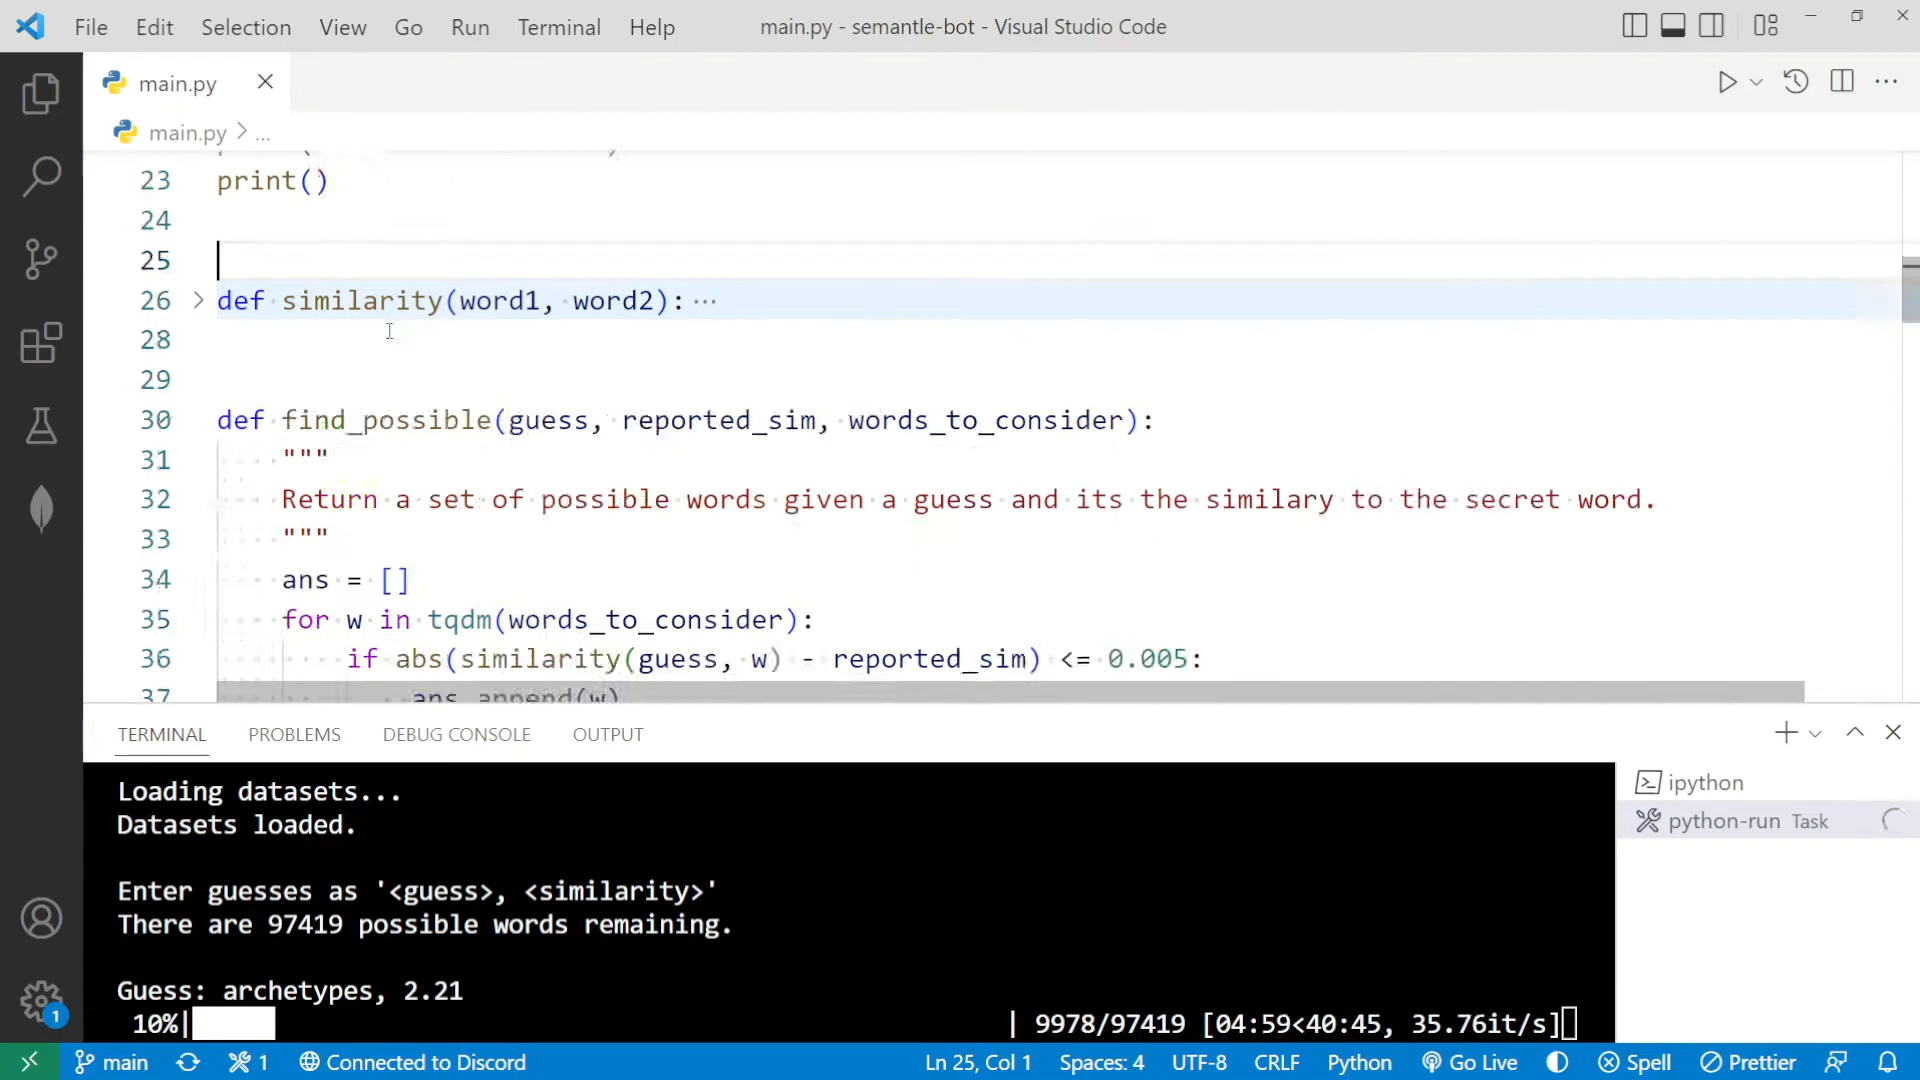 File Edit Selection View Go Run Terminal Help main.py - semantle-bot - Visual Studio Code
main.py
main.py > ...
23 print()
24
25
26 def similarity(word1, word2): ···
28
29
30 def find_possible(guess, reported_sim, words_to_consider):
31 """
32 Return a set of possible words given a guess and its the similary to the secret word.
33 """
34 ans = []
35 for w in tqdm(words_to_consider):
36 if abs(similarity(guess, w) - reported_sim) <= 0.005:
37 ans.append(w)
TERMINAL PROBLEMS DEBUG CONSOLE OUTPUT
Loading datasets...
Datasets loaded.
Enter guesses as '<guess>, <similarity>'
There are 97419 possible words remaining.
Guess: archetypes, 2.21
10%| | 9978/97419 [04:59<40:45, 35.76it/s]
ipython
python-run Task
1
main 1 Connected to Discord Ln 25, Col 1 Spaces: 4 UTF-8 CRLF Python Go Live Spell Prettier